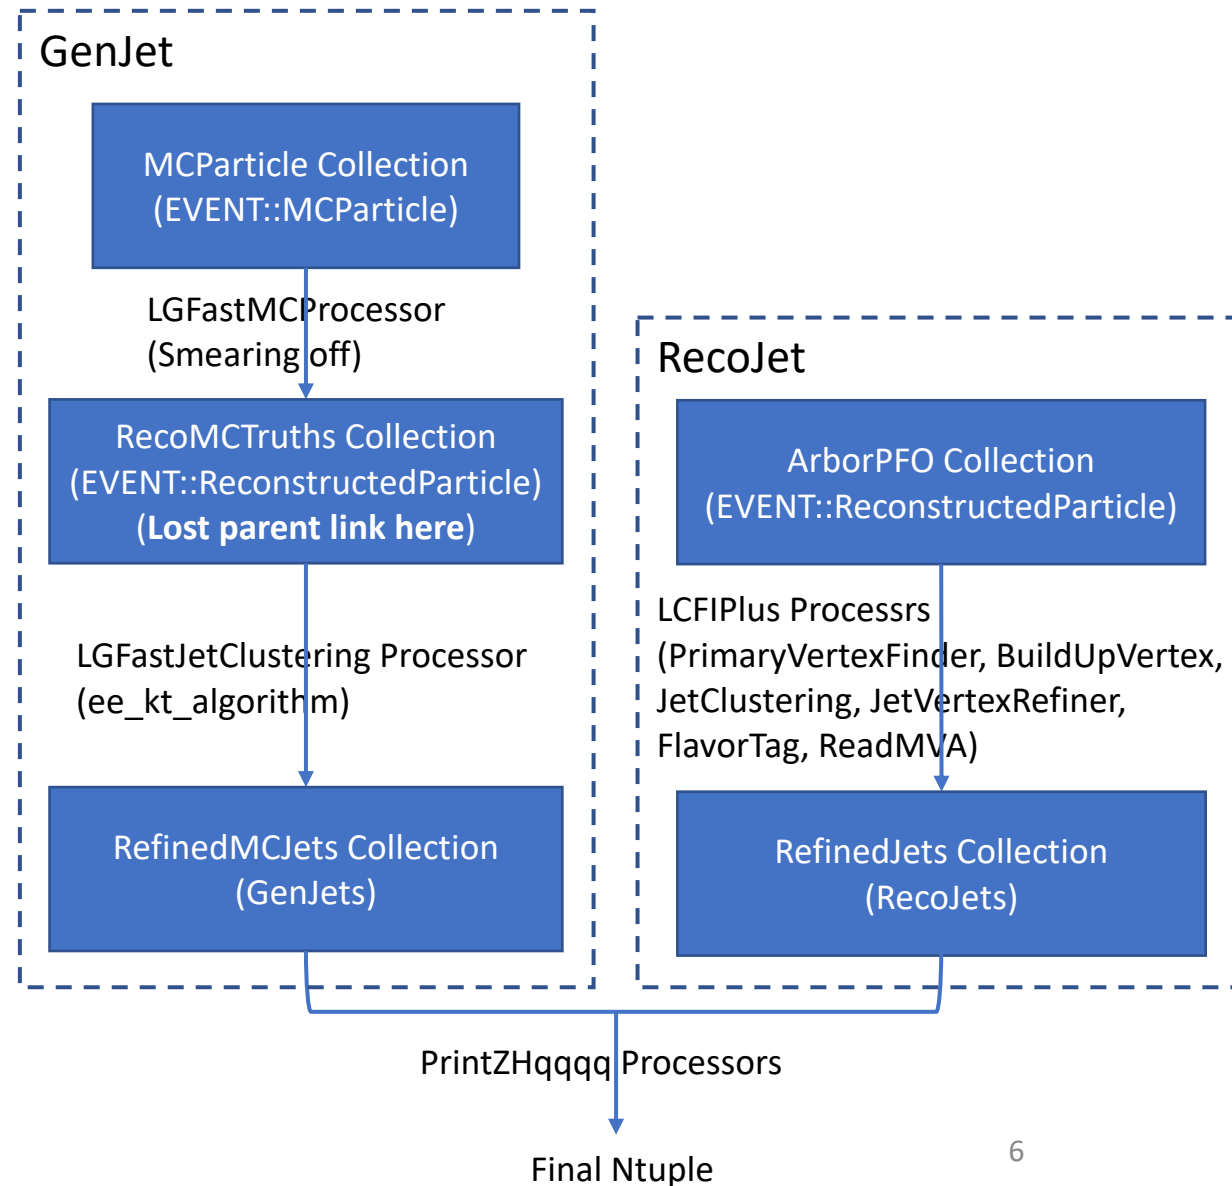 GenJet
MCParticle Collection
(EVENT::MCParticle)
LGFastMCProcessor
(Smearing off)
RecoMCTruths Collection
(EVENT::ReconstructedParticle)
(Lost parent link here)
LGFastJetClustering Processor
(ee_kt_algorithm)
RefinedMCJets Collection
(GenJets)
RecoJet
ArborPFO Collection
(EVENT::ReconstructedParticle)
LCFIPlus Processrs
(PrimaryVertexFinder, BuildUpVertex,
JetClustering, JetVertexRefiner,
FlavorTag, ReadMVA)
RefinedJets Collection
(RecoJets)
PrintZHqqqq Processors
Final Ntuple
6